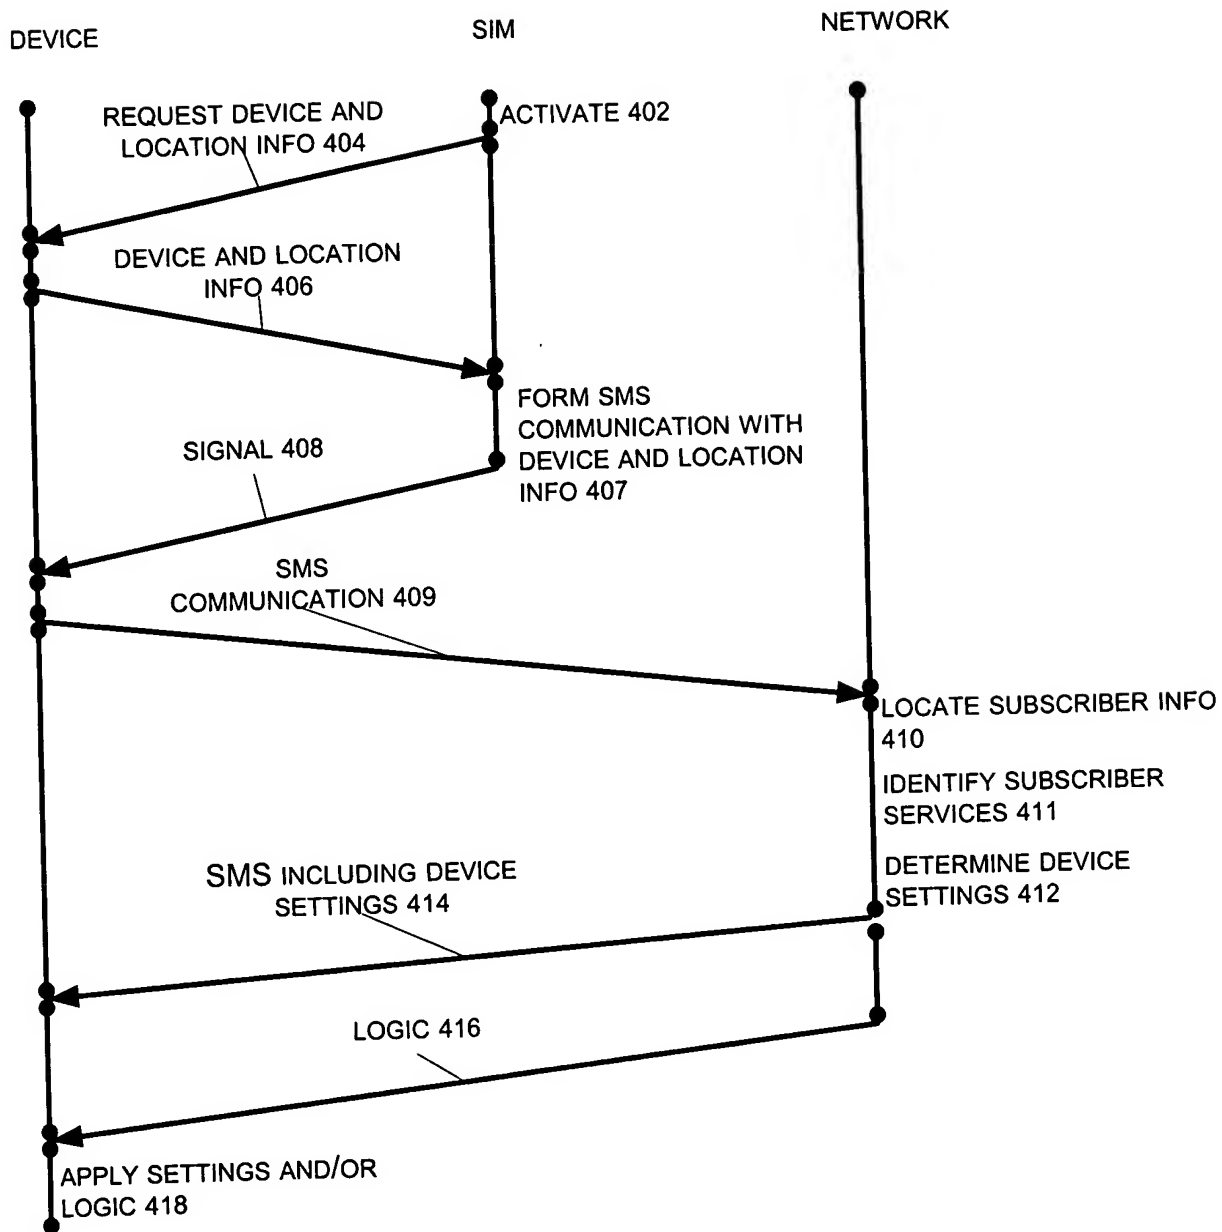 DEVICE
SIM
NETWORK
REQUEST DEVICE AND
LOCATION INFO 404
ACTIVATE 402
DEVICE AND LOCATION
INFO 406
FORM SMS
COMMUNICATION WITH
DEVICE AND LOCATION
INFO 407
SIGNAL 408
SMS
COMMUNICATION 409
LOCATE SUBSCRIBER INFO
410
IDENTIFY SUBSCRIBER
SERVICES 411
DETERMINE DEVICE
SETTINGS 412
SMS INCLUDING DEVICE
SETTINGS 414
LOGIC 416
APPLY SETTINGS AND/OR
LOGIC 418